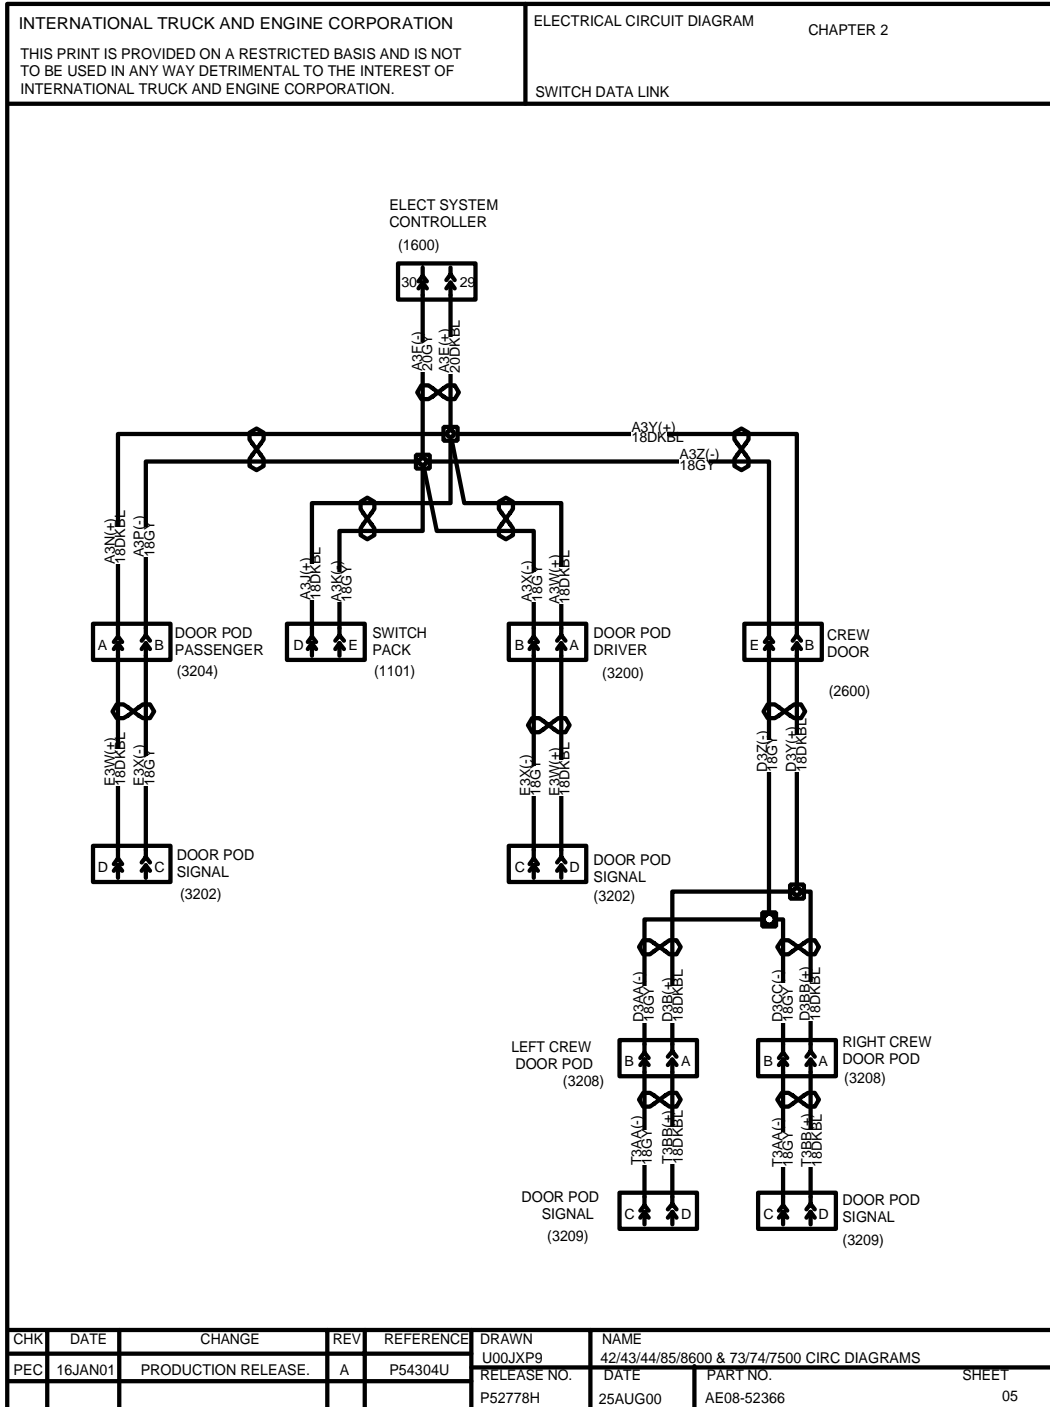 INTERNATIONAL TRUCK AND ENGINE CORPORATION
THIS PRINT IS PROVIDED ON A RESTRICTED BASIS AND IS NOT
TO BE USED IN ANY WAY DETRIMENTAL TO THE INTEREST OF
INTERNATIONAL TRUCK AND ENGINE CORPORATION.
ELECTRICAL CIRCUIT DIAGRAM
CHAPTER 2
SWITCH DATA LINK
ELECT SYSTEM
CONTROLLER
(1600)
30
29
A3F(-)
20GY
A3E(+)
20DKBL
A3Y(+)
18DKBL
A3Z(-)
18GY
A3N(+)
18DKBL
A3P(-)
18GY
A3J(+)
18DKBL
A3K(-)
18GY
A3X(-)
18GY
A3W(+)
18DKBL
A
B
DOOR POD
PASSENGER
(3204)
D
E
SWITCH
PACK
(1101)
B
A
DOOR POD
DRIVER
(3200)
E
B
CREW
DOOR
(2600)
E3W(+)
18DKBL
E3X(-)
18GY
E3X(-)
18GY
E3W(+)
18DKBL
D3Z(-)
18GY
D3Y(+)
18DKBL
D
C
DOOR POD
SIGNAL
(3202)
C
D
DOOR POD
SIGNAL
(3202)
D3AA(-)
18GY
D3B(+)
18DKBL
D3CC(-)
18GY
D3BB(+)
18DKBL
LEFT CREW
DOOR POD
(3208)
B
A
B
A
RIGHT CREW
DOOR POD
(3208)
T3AA(-)
18GY
T3BB(+)
18DKBL
T3AA(-)
18GY
T3BB(+)
18DKBL
DOOR POD
SIGNAL
(3209)
C
D
C
D
DOOR POD
SIGNAL
(3209)
CHK DATE CHANGE REV REFERENCE
PEC 16JAN01 PRODUCTION RELEASE. A P54304U
DRAWN
U00JXP9
NAME
42/43/44/85/8600 & 73/74/7500 CIRC DIAGRAMS
RELEASE NO.
P52778H
DATE
25AUG00
PART NO.
AE08-52366
SHEET
05